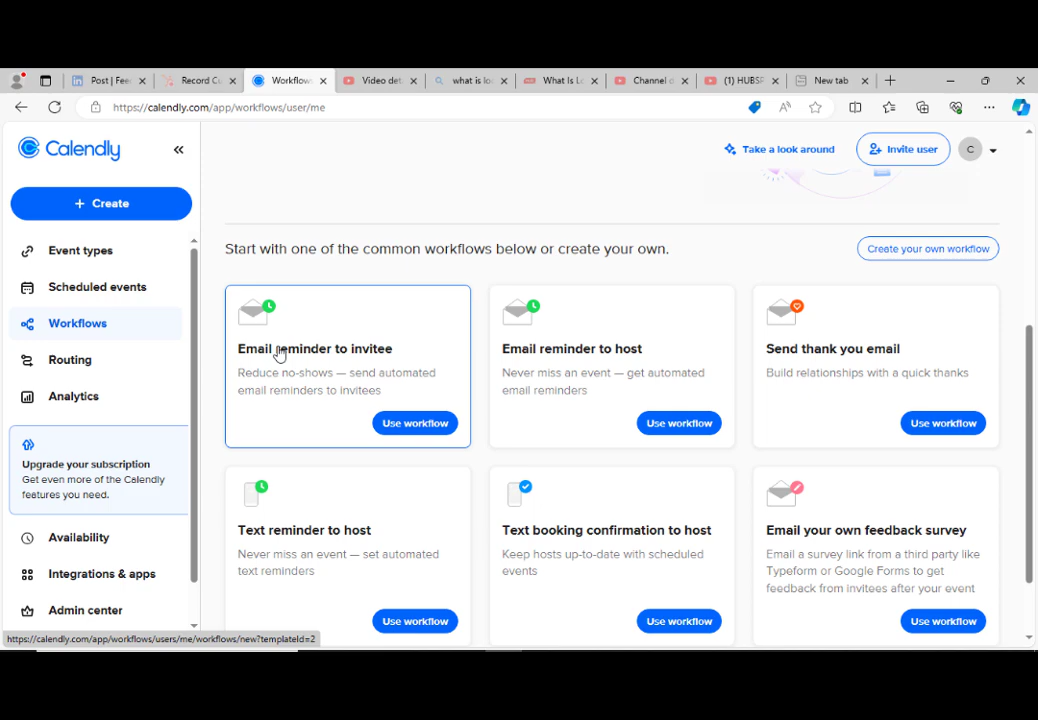 Post | Fee
Record Cu
Workflows
Video det
what is lo
What Is Lo
Channel d
(1) HUBSP
New tab
https://calendly.com/app/workflows/user/me
Calendly
Take a look around
Invite user
C
+ Create
Event types
Scheduled events
Workflows
Routing
Analytics
Upgrade your subscription
Get even more of the Calendly
features you need.
Availability
Integrations & apps
Admin center
Start with one of the common workflows below or create your own.
Create your own workflow
Email reminder to invitee
Reduce no-shows — send automated
email reminders to invitees
Use workflow
Email reminder to host
Never miss an event — get automated
email reminders
Use workflow
Send thank you email
Build relationships with a quick thanks
Use workflow
Text reminder to host
Never miss an event — set automated
text reminders
Use workflow
Text booking confirmation to host
Keep hosts up-to-date with scheduled
events
Use workflow
Email your own feedback survey
Email a survey link from a third party like
Typeform or Google Forms to get
feedback from invitees after your event
Use workflow
https://calendly.com/app/workflows/users/me/workflows/new?templateId=2